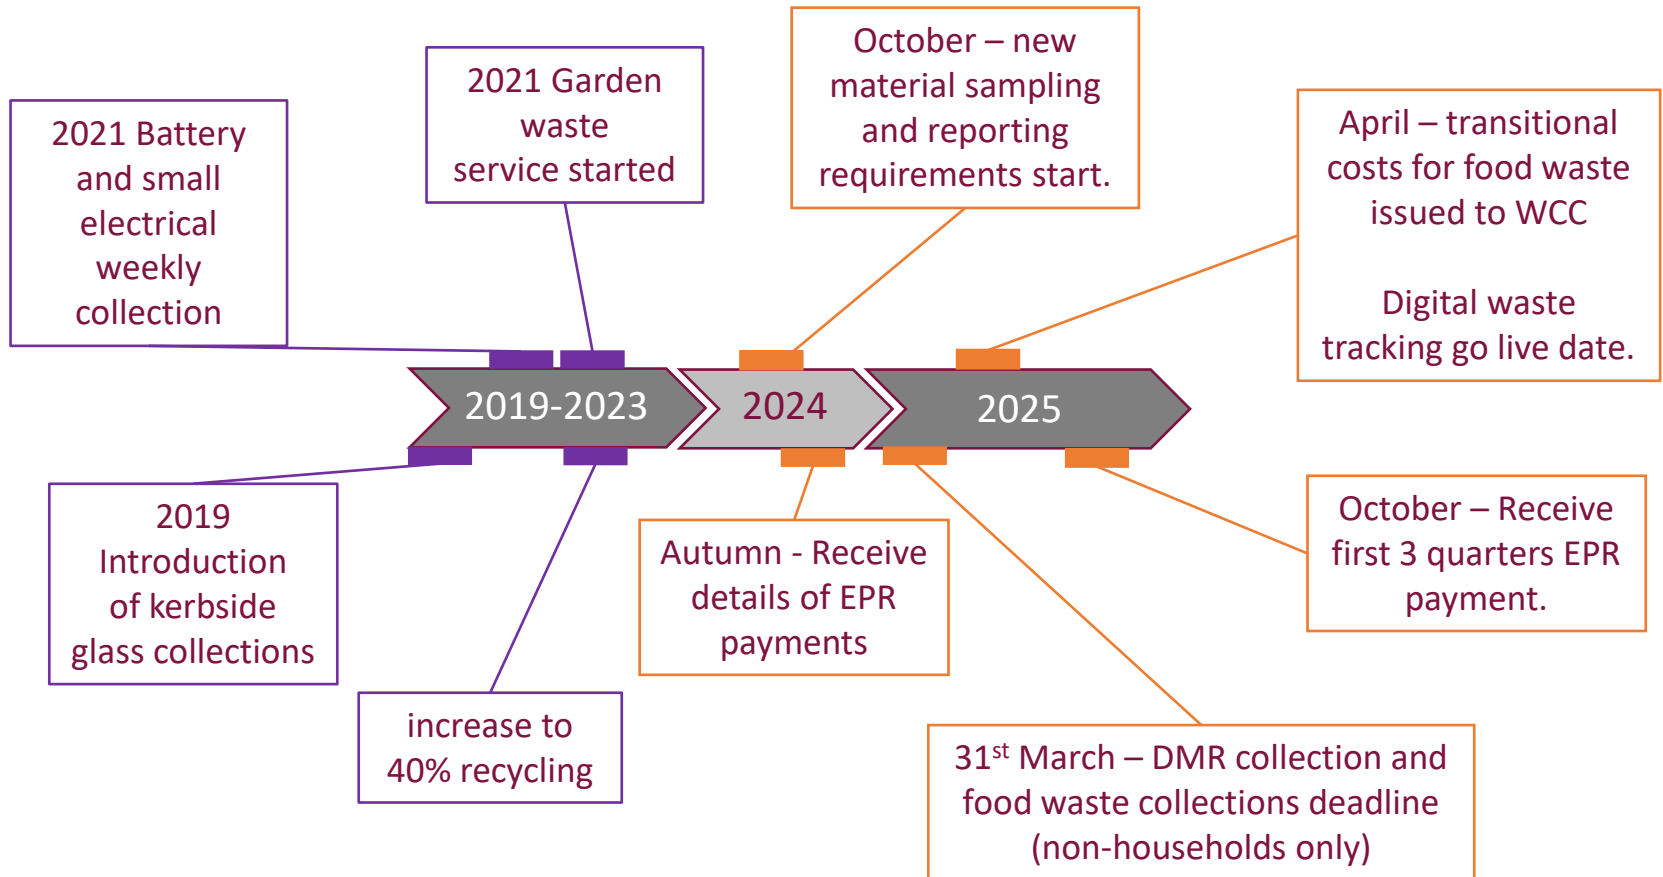 2021 Battery
and small
electrical
weekly
collection
2021 Garden
waste
service started
October – new
material sampling
and reporting
requirements start.
April – transitional
costs for food waste
issued to WCC
Digital waste
tracking go live date.
2019-2023
2024
2025
2019
Introduction
of kerbside
glass collections
increase to
40% recycling
Autumn - Receive
details of EPR
payments
31st March – DMR collection and
food waste collections deadline
(non-households only)
October – Receive
first 3 quarters EPR
payment.